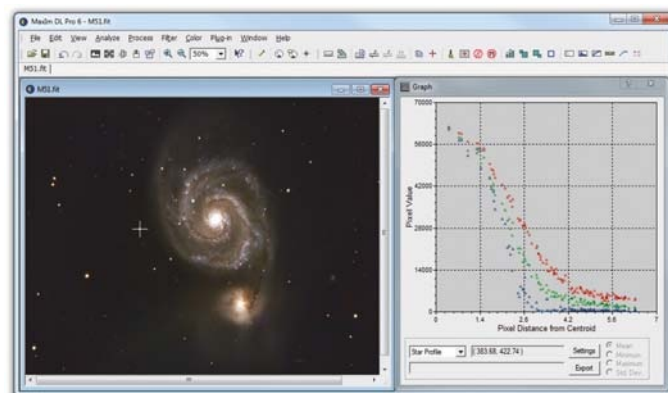 MaxIm DL Pro 6 - M51.fit
File Edit View Analyze Process Filter Color Plug-in Window Help
50%
M51.fit
M51.fit
Graph
70000
56000
42000
28000
14000
0
Pixel Value
0 1.4 2.8 4.2 5.6 7
Pixel Distance from Centroid
Star Profile
( 383.68, 422.74 )
Settings
Export
Mean
Minimum
Maximum
Std. Dev.